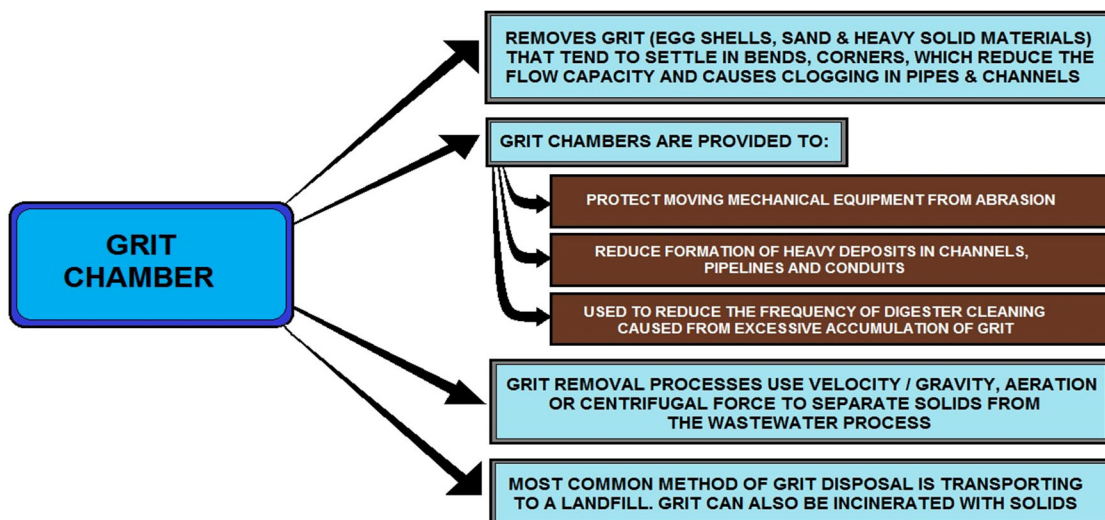 REMOVES GRIT (EGG SHELLS, SAND & HEAVY SOLID MATERIALS)
THAT TEND TO SETTLE IN BENDS, CORNERS, WHICH REDUCE THE
FLOW CAPACITY AND CAUSES CLOGGING IN PIPES & CHANNELS
GRIT CHAMBERS ARE PROVIDED TO:
PROTECT MOVING MECHANICAL EQUIPMENT FROM ABRASION
REDUCE FORMATION OF HEAVY DEPOSITS IN CHANNELS,
PIPELINES AND CONDUITS
USED TO REDUCE THE FREQUENCY OF DIGESTER CLEANING
CAUSED FROM EXCESSIVE ACCUMULATION OF GRIT
GRIT
CHAMBER
GRIT REMOVAL PROCESSES USE VELOCITY / GRAVITY, AERATION
OR CENTRIFUGAL FORCE TO SEPARATE SOLIDS FROM
THE WASTEWATER PROCESS
MOST COMMON METHOD OF GRIT DISPOSAL IS TRANSPORTING
TO A LANDFILL. GRIT CAN ALSO BE INCINERATED WITH SOLIDS